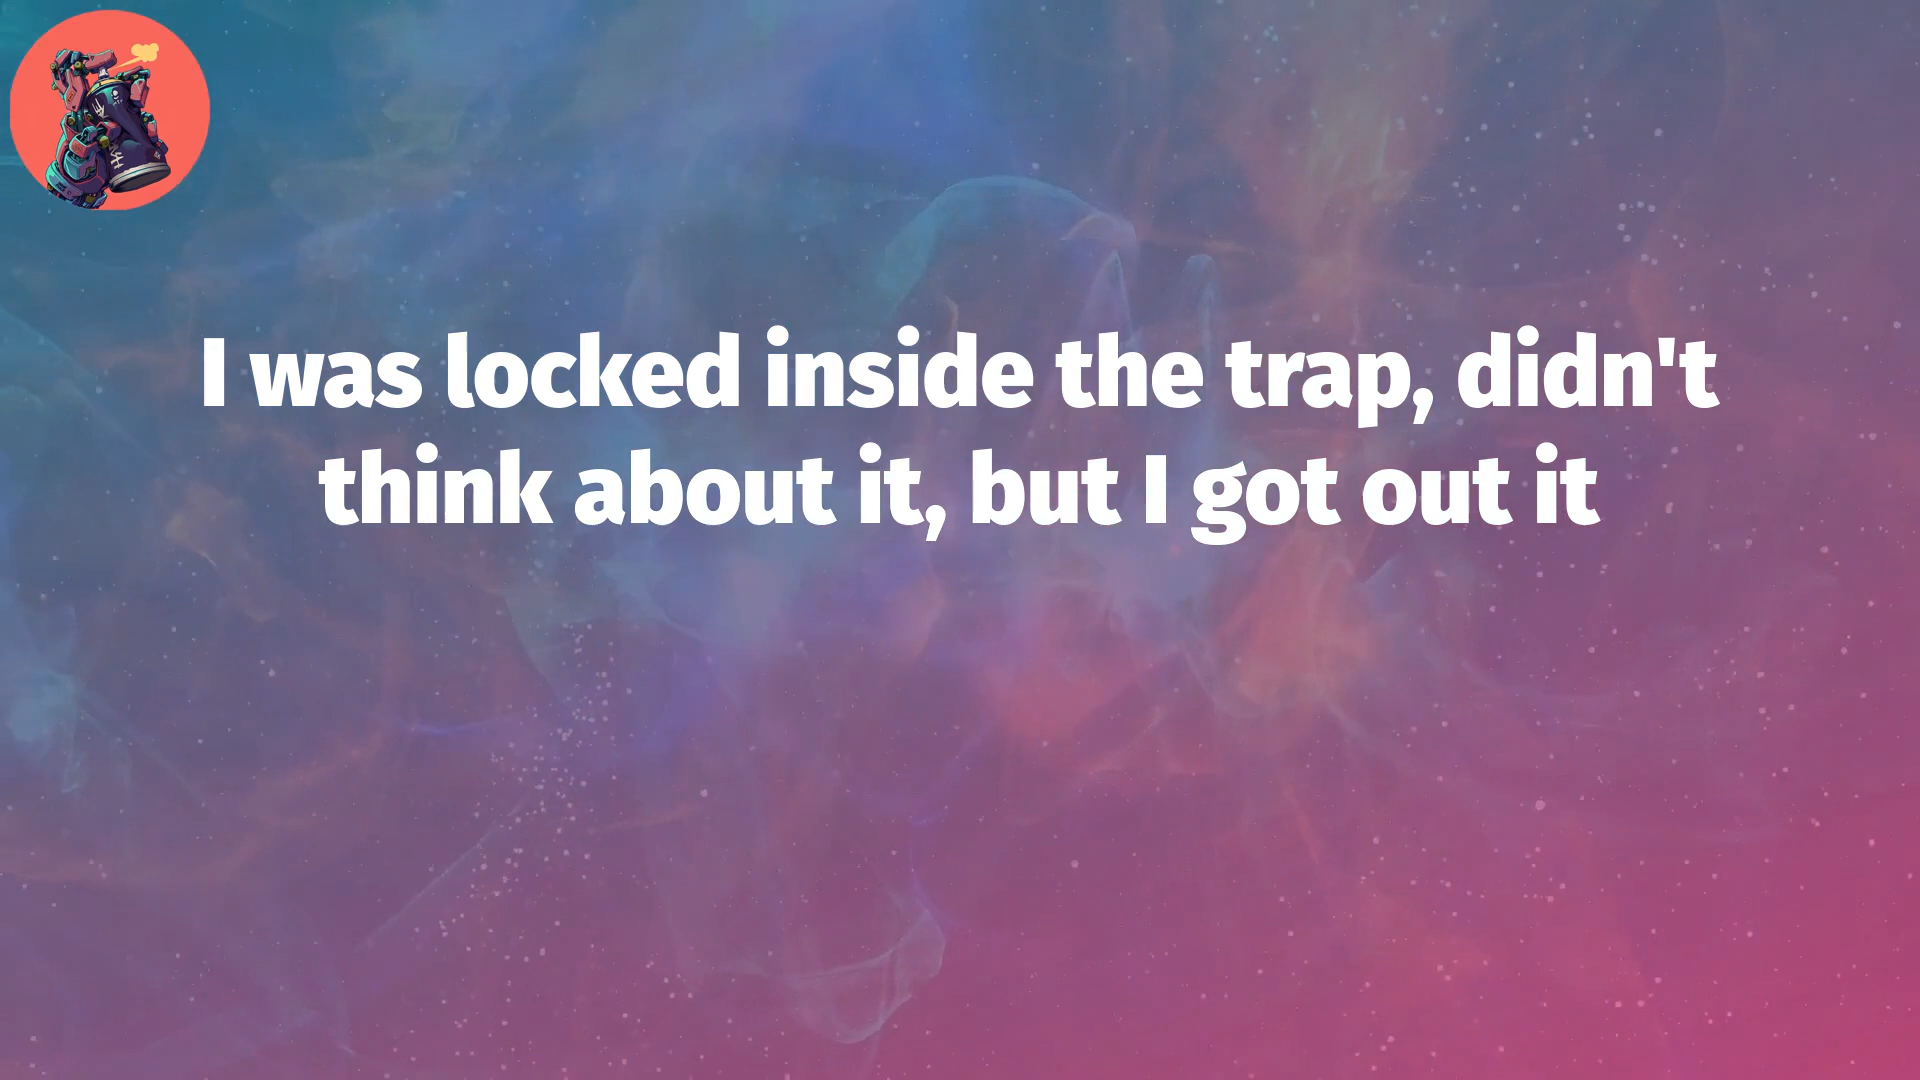 I was locked inside the trap, didn't
think about it, but I got out it